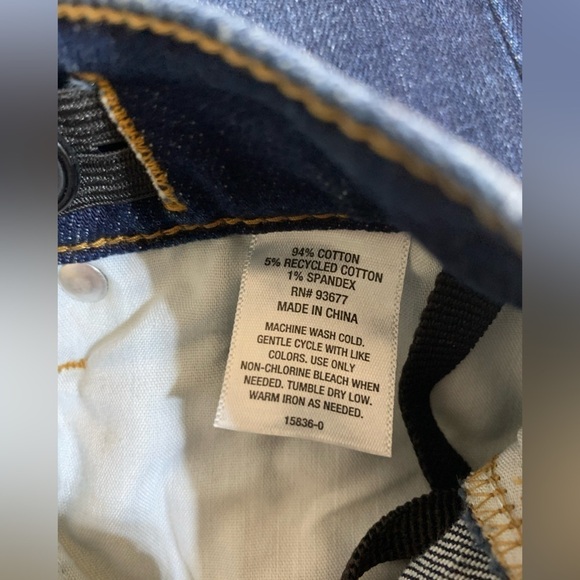 94% COTTON
5% RECYCLED COTTON
1% SPANDEX
RN# 93677
MADE IN CHINA
MACHINE WASH COLD.
GENTLE CYCLE WITH LIKE
COLORS. USE ONLY
NON-CHLORINE BLEACH WHEN
NEEDED. TUMBLE DRY LOW.
WARM IRON AS NEEDED.
15836-0